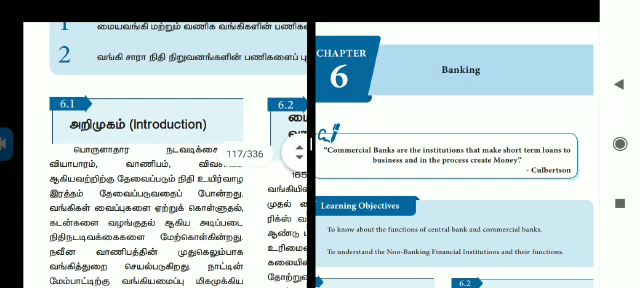 1 மையவங்கி மற்றும் வணிக வங்கிகளின் பணிகளை
2 வங்கி சாரா நிதி நிறுவனங்களின் பணிகளைப் பு
6.1
அறிமுகம் (Introduction)
பொருளாதார நடவடிக்கை
வியாபாரம், வாணிபம்,
ஆகியவற்றிற்கு தேவைப்படும் நிதி உயிர்வாழ
இரத்தம் தேவைப்படுவதைப் போன்றது.
வங்கிகள் வைப்புகளை ஏற்றுக் கொள்ளுதல்,
கடன்களை வழங்குதல் ஆகிய அடிப்படை
நிதிநடவடிக்கைகளை மேற்கொள்கின்றது.
நவீன வாணிபத்தின் முதுகெலும்பாக
வங்கித்துறை செயல்படுகிறது. நாட்டின்
மேம்பாட்டிற்கு வங்கியமைப்பு மிகமுக்கிய
117/336
6.2
வங்கியின்
முதல்
ரிக்ஸ்
ஆண்டு
CHAPTER
6
Banking
“Commercial Banks are the institutions that make short term loans to
business and in the process create Money”.
- Culbertson
Learning Objectives
To know about the functions of central bank and commercial banks.
To understand the Non-Banking Financial Institutions and their functions.
6.2